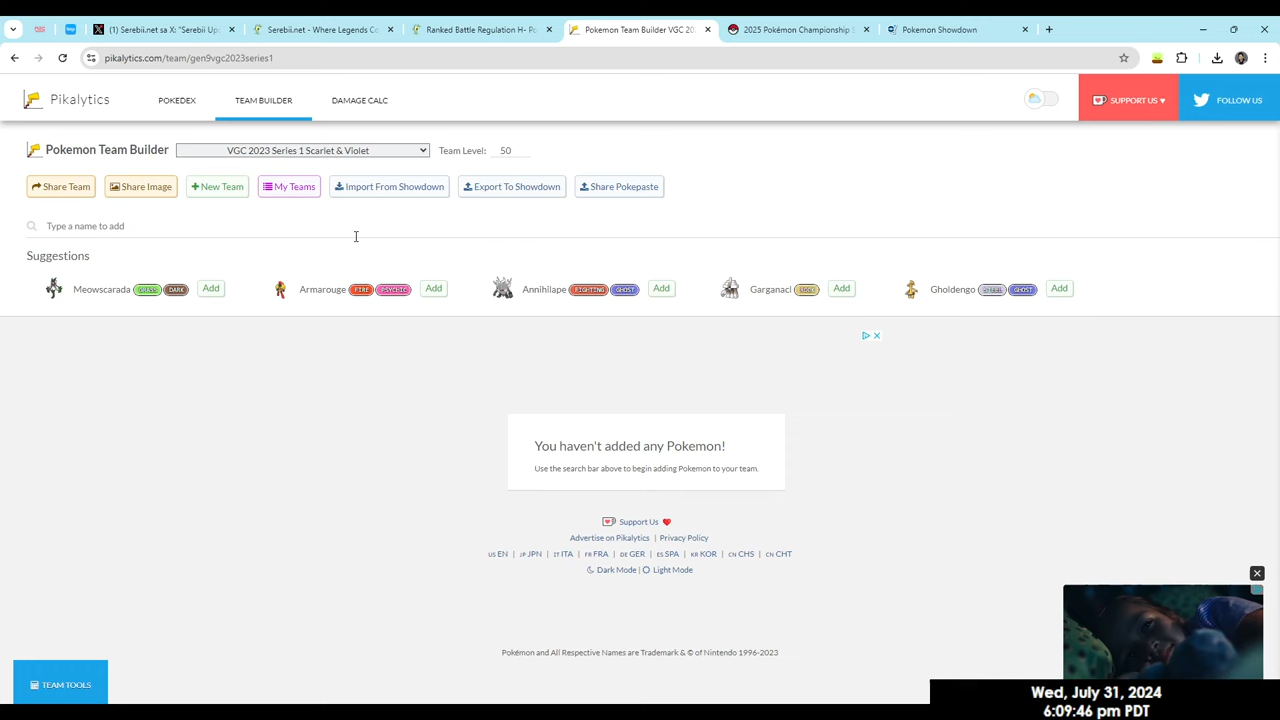 (1) Serebii.net sa X: "Serebii Up
Serebii.net - Where Legends Co
Ranked Battle Regulation H- Po
Pokemon Team Builder VGC 202
2025 Pokémon Championship S
Pokemon Showdown
pikalytics.com/team/gen9vgc2023series1
Pikalytics
POKEDEX
TEAM BUILDER
DAMAGE CALC
SUPPORT US ♥
FOLLOW US
Pokemon Team Builder
VGC 2023 Series 1 Scarlet & Violet
Team Level: 50
Share Team
Share Image
+ New Team
My Teams
Import From Showdown
Export To Showdown
Share Pokepaste
Type a name to add
Suggestions
Meowscarada GRASS DARK Add
Armarouge FIRE PSYCHIC Add
Annihilape FIGHTING GHOST Add
Garganacl ROCK Add
Gholdengo STEEL GHOST Add
You haven't added any Pokemon!
Use the search bar above to begin adding Pokemon to your team.
Support Us
Advertise on Pikalytics | Privacy Policy
US EN | JP JPN | IT ITA | FR FRA | DE GER | ES SPA | KR KOR | CN CHS | CN CHT
Dark Mode | Light Mode
Pokémon and All Respective Names are Trademark & © of Nintendo 1996-2023
TEAM TOOLS
Wed, July 31, 2024
6:09:46 pm PDT